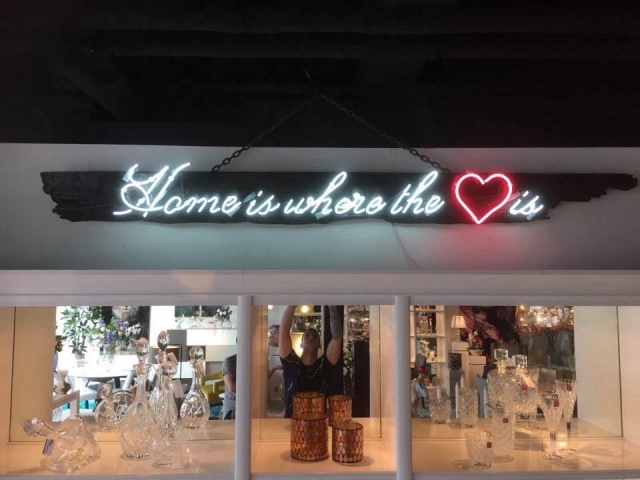 Home is where the ♥ is